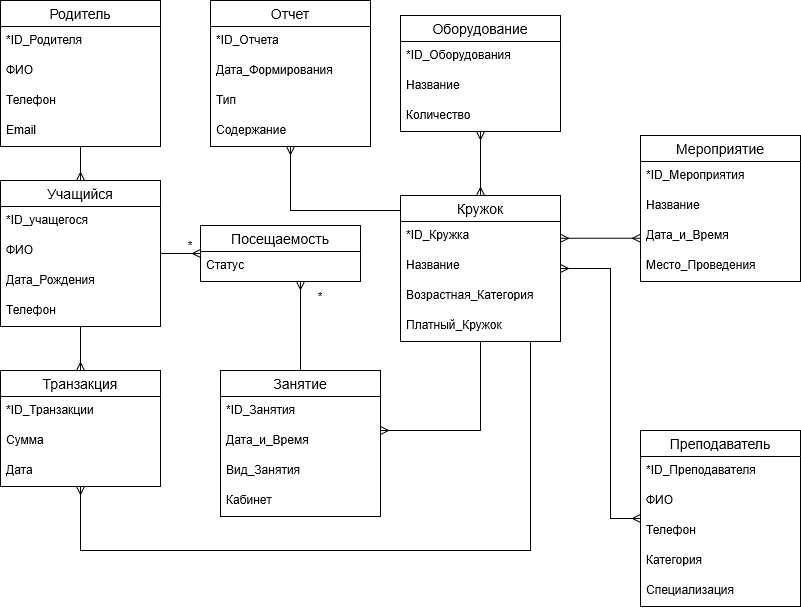 Родитель
*ID_Родителя
ФИО
Телефон
Email
Отчет
*ID_Отчета
Дата_Формирования
Тип
Содержание
Оборудование
*ID_Оборудования
Название
Количество
Мероприятие
*ID_Мероприятия
Название
Дата_и_Время
Место_Проведения
Учащийся
*ID_учащегося
ФИО
Дата_Рождения
Телефон
*
Посещаемость
Статус
*
Кружок
*ID_Кружка
Название
Возрастная_Категория
Платный_Кружок
Транзакция
*ID_Транзакции
Сумма
Дата
Занятие
*ID_Занятия
Дата_и_Время
Вид_Занятия
Кабинет
Преподаватель
*ID_Преподавателя
ФИО
Телефон
Категория
Специализация